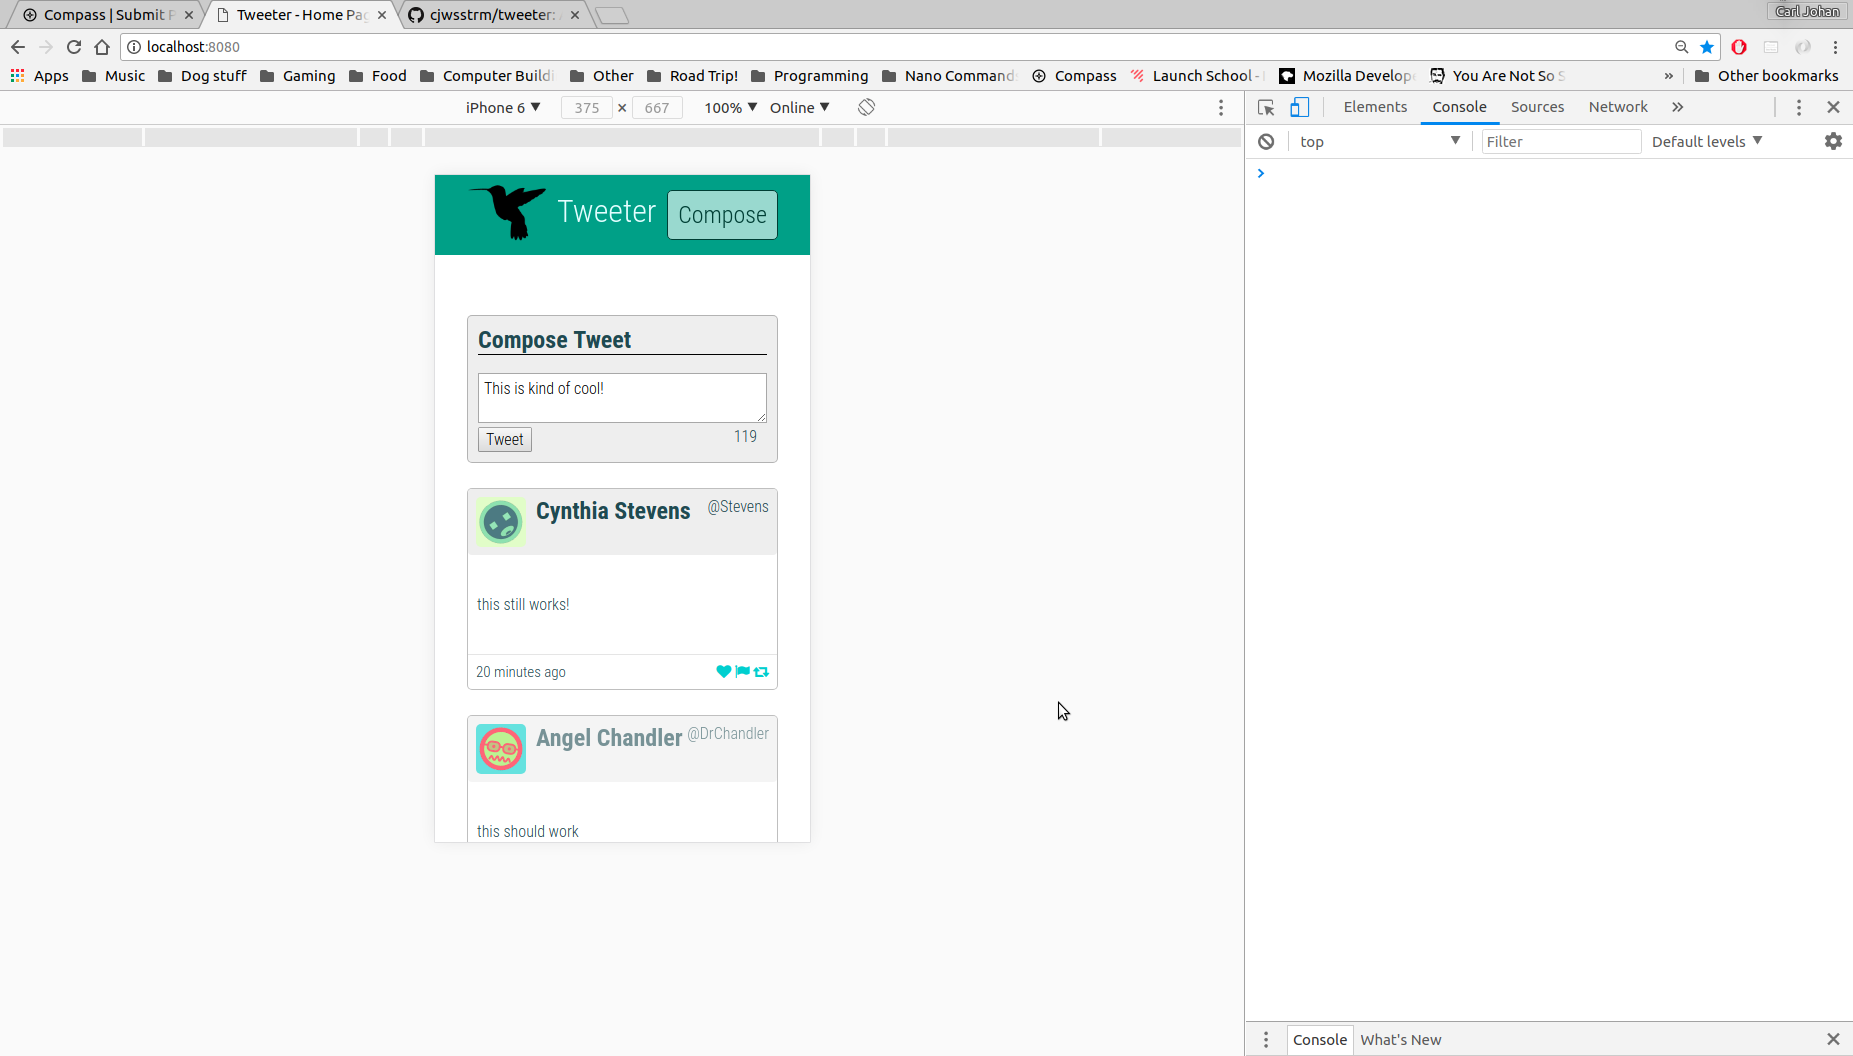 Compass | Submit P
Tweeter - Home Pag
cjwsstrm/tweeter:
Carl Johan
localhost:8080
Apps Music Dog stuff Gaming Food Computer Buildi Other Road Trip! Programming Nano Command Compass Launch School - Mozilla Develope You Are Not So S » Other bookmarks
iPhone 6 ▼ 375 × 667 100% ▼ Online ▼
Elements Console Sources Network »
top ▼ Filter Default levels ▼
>
Tweeter Compose
Compose Tweet
This is kind of cool!
Tweet 119
Cynthia Stevens @Stevens
this still works!
20 minutes ago
Angel Chandler @DrChandler
this should work
Console What's New